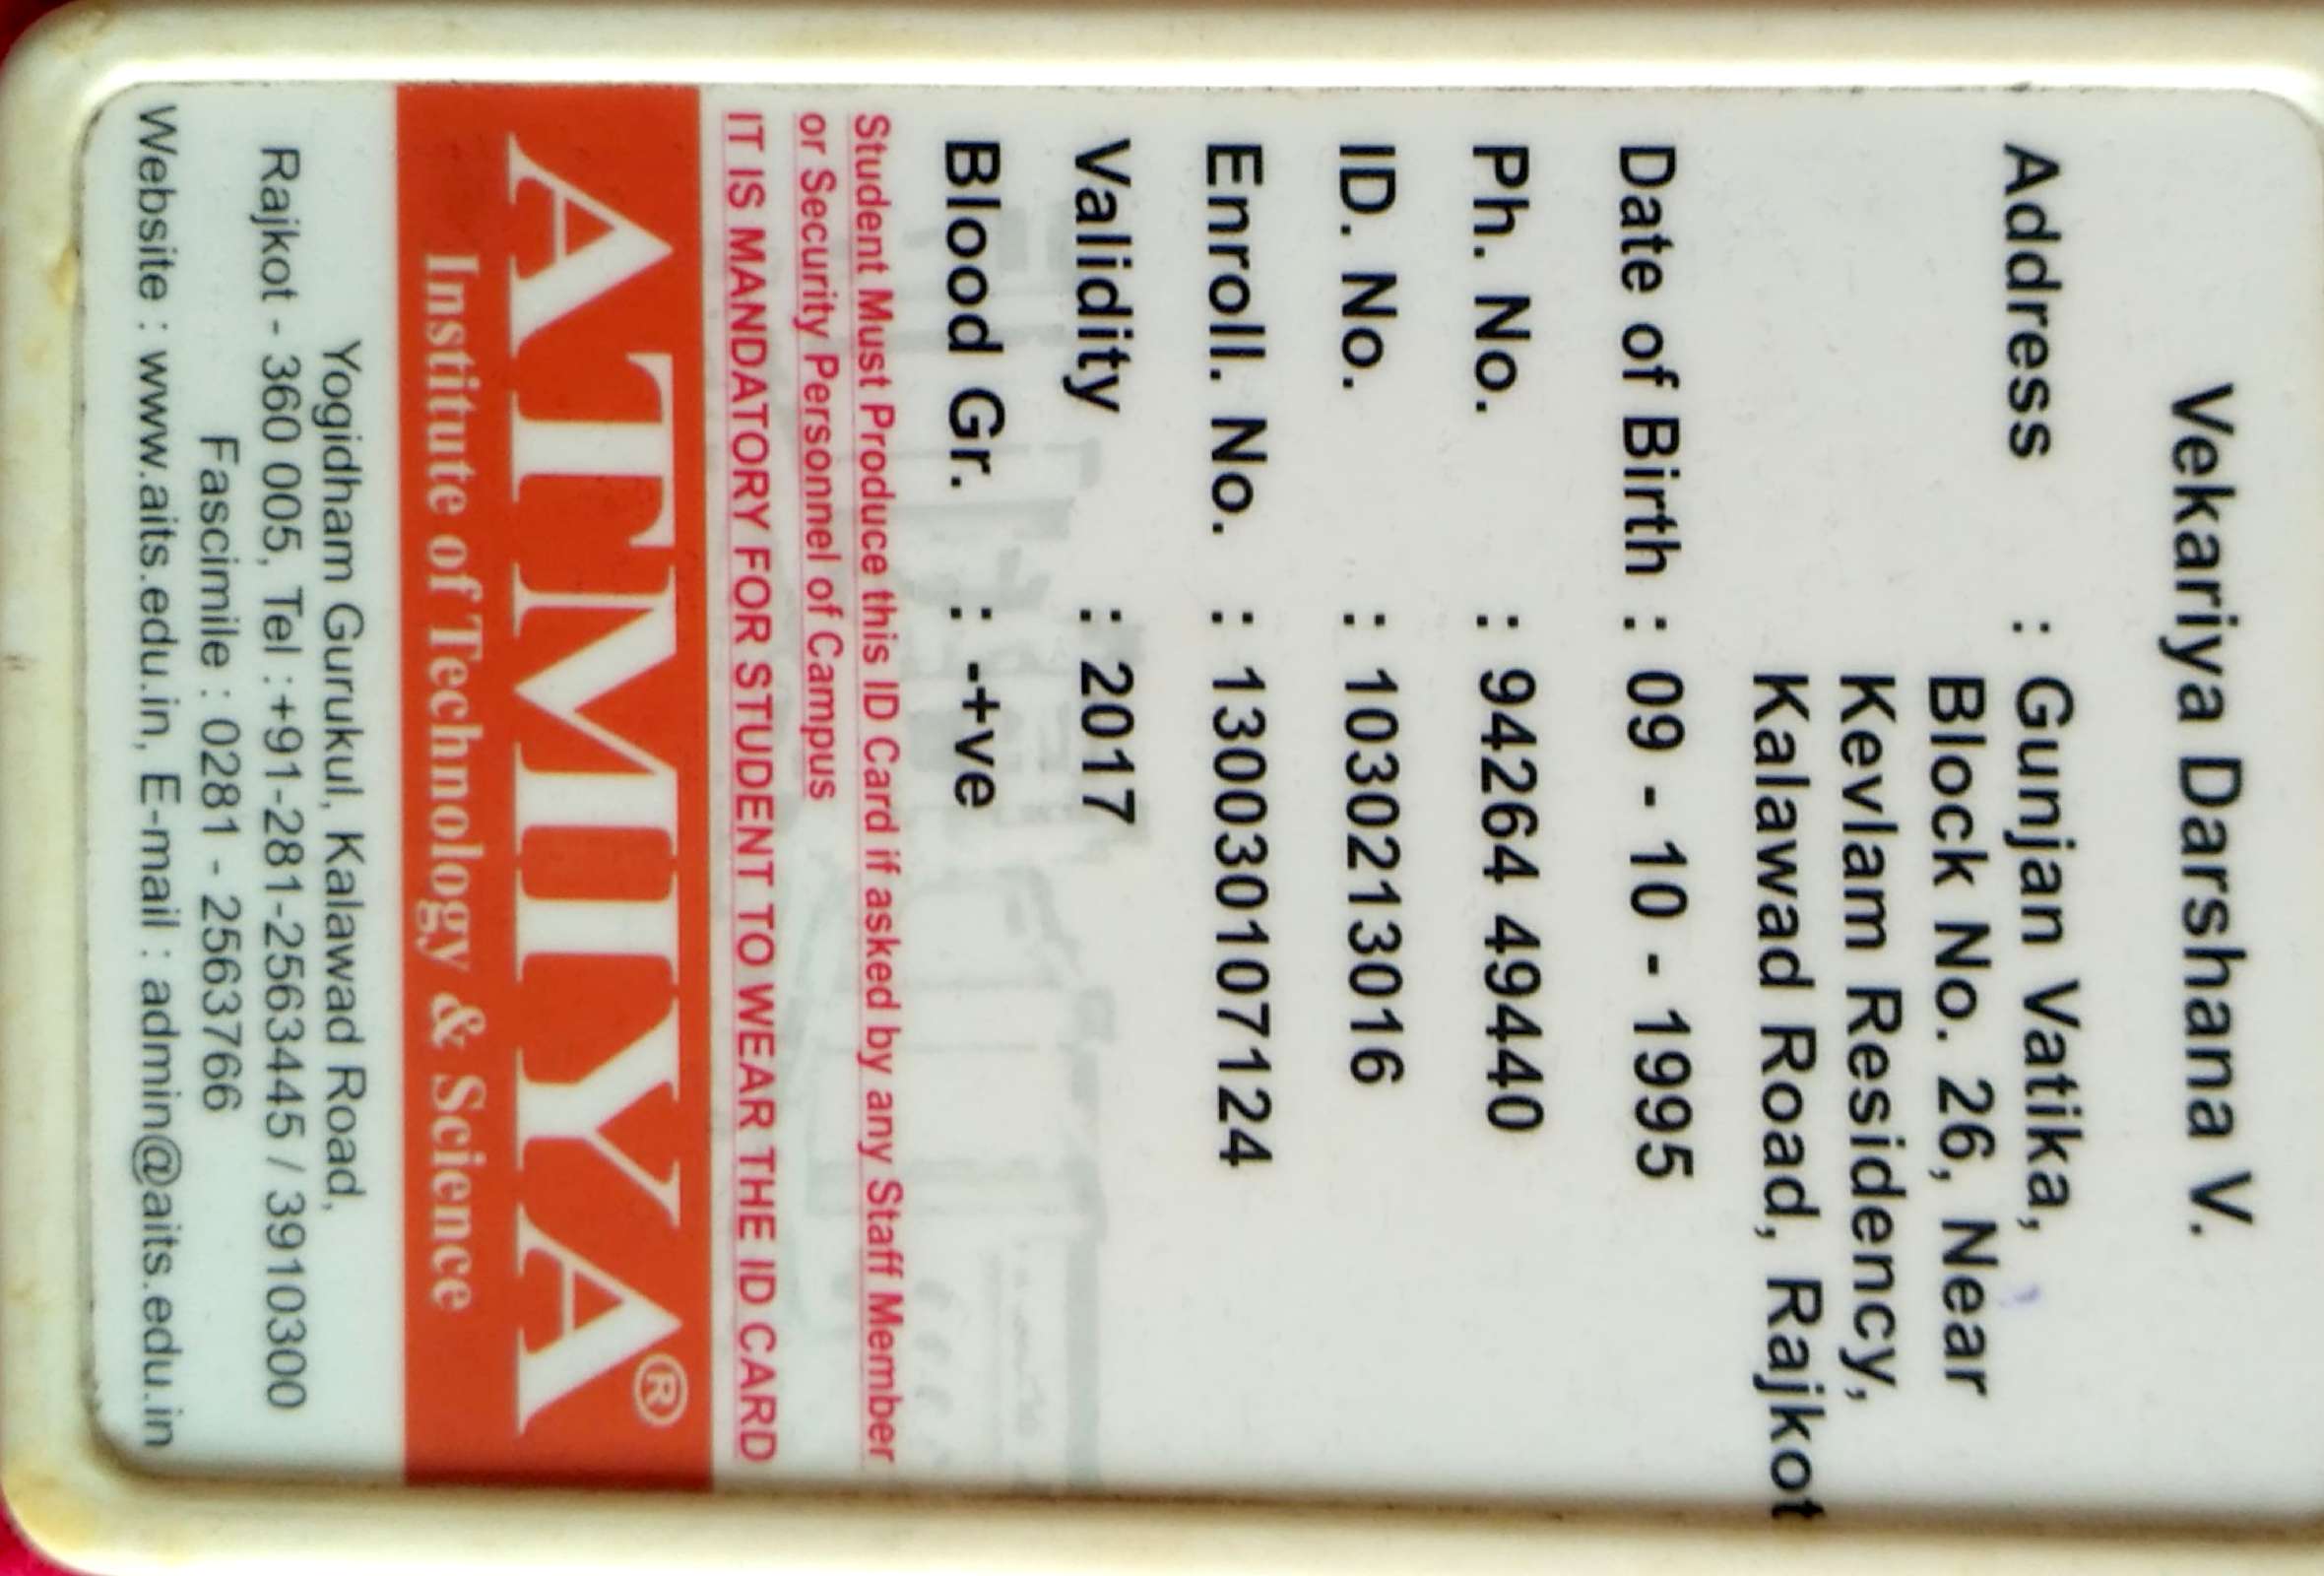 Vekariya Darshana V.
Address : Gunjan Vatika,
Block No. 26, Near
Kevlam Residency,
Kalawad Road, Rajkot
Date of Birth : 09 - 10 - 1995
Ph. No. : 94264 49440
ID. No. : 1030213016
Enroll. No. : 130030107124
Validity : 2017
Blood Gr. : -+ve
Student Must Produce this ID Card if asked by any Staff Member
or Security Personnel of Campus
IT IS MANDATORY FOR STUDENT TO WEAR THE ID CARD
ATMIYA®
Institute of Technology & Science
Yogidham Gurukul, Kalawad Road,
Rajkot - 360 005, Tel : +91-281-2563445 / 3910300
Fascimile : 0281 - 2563766
Website : www.aits.edu.in, E-mail : admin@aits.edu.in